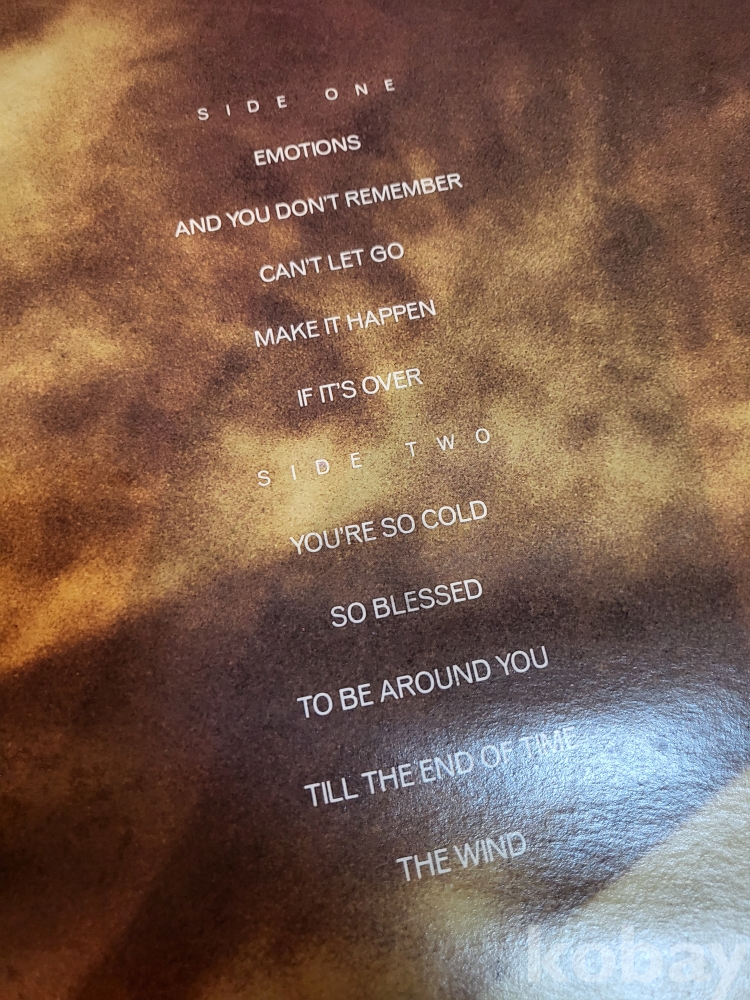 SIDE ONE
EMOTIONS
AND YOU DON'T REMEMBER
CAN'T LET GO
MAKE IT HAPPEN
IF IT'S OVER
SIDE TWO
YOU'RE SO COLD
SO BLESSED
TO BE AROUND YOU
TILL THE END OF TIME
THE WIND
kobay